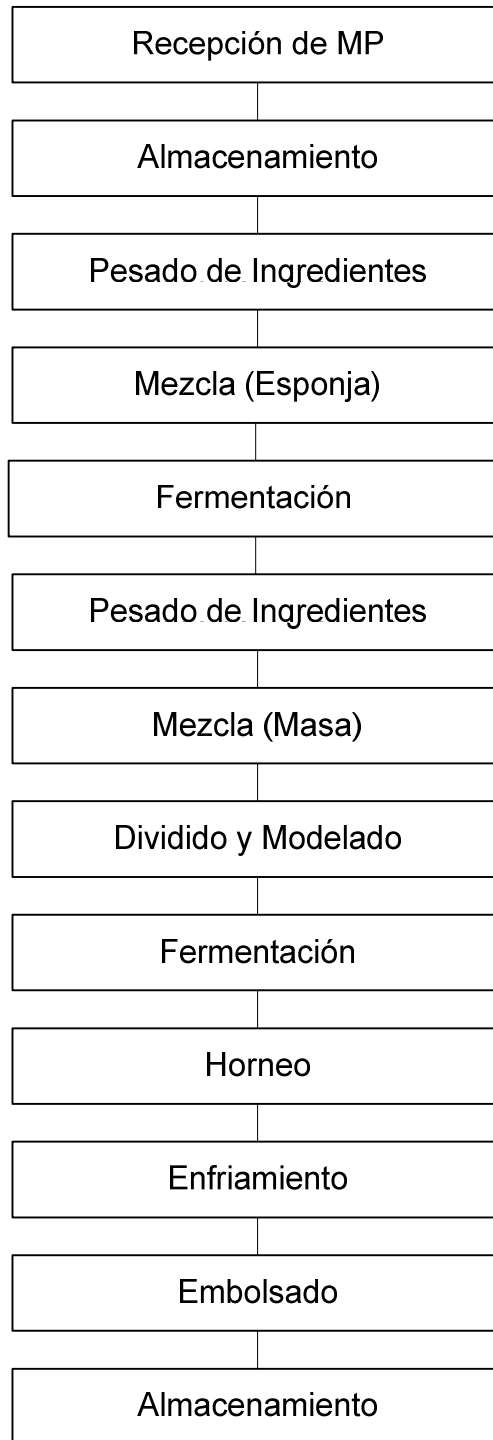 Recepción de MP
Almacenamiento
Pesado de Ingredientes
Mezcla (Esponja)
Fermentación
Pesado de Ingredientes
Mezcla (Masa)
Dividido y Modelado
Fermentación
Horneo
Enfriamiento
Embolsado
Almacenamiento